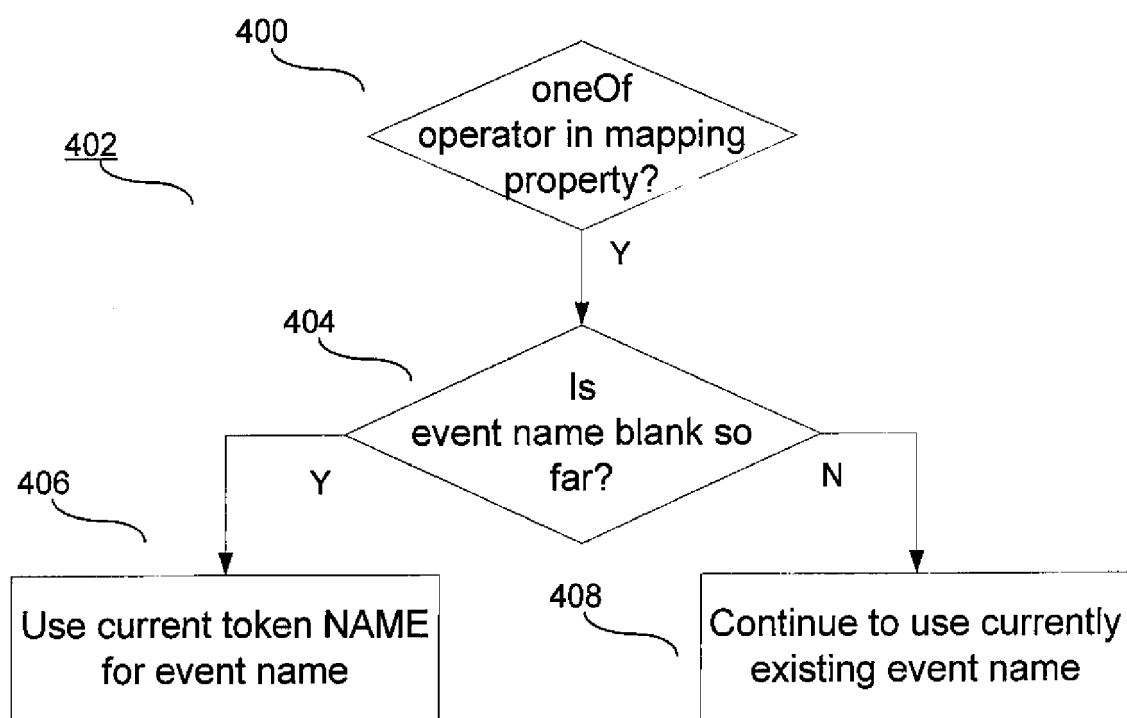 400
oneOf
operator in mapping
property?
402
Y
404
Is
event name blank so
far?
Y
N
406
Use current token NAME
for event name
408
Continue to use currently
existing event name